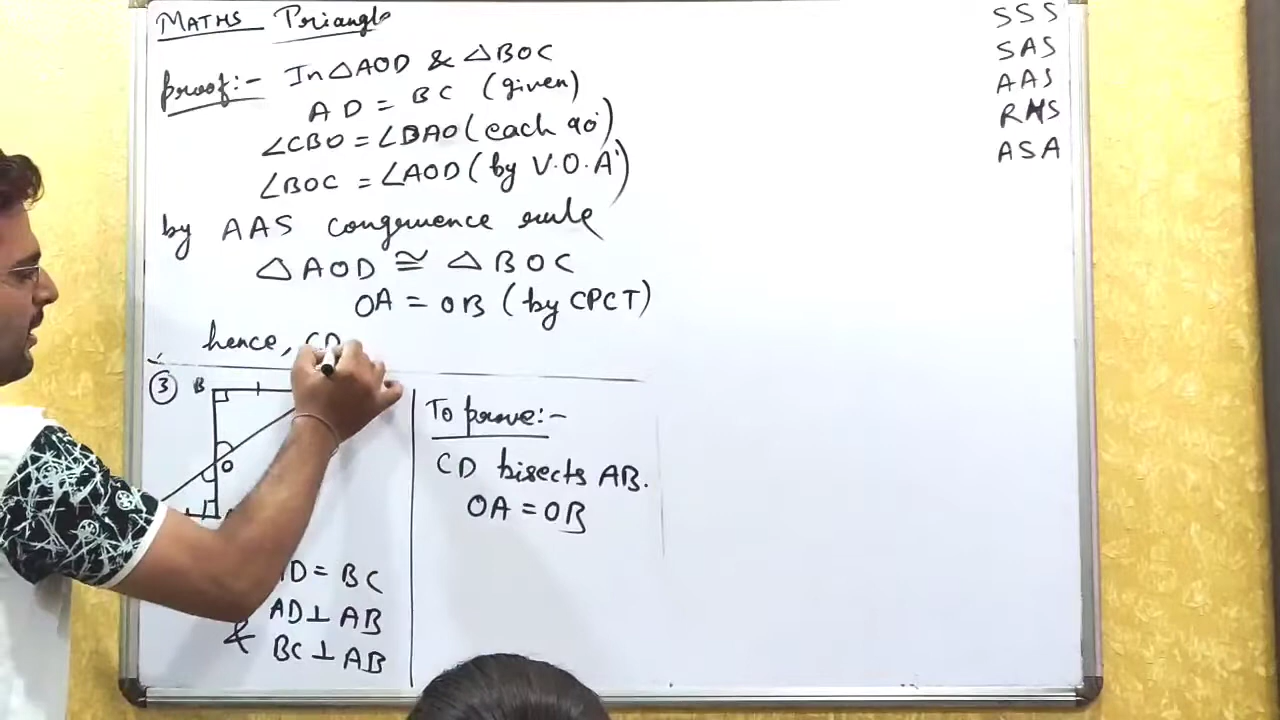 MATHS Triangle
proof:- In △AOD & △BOC
AD = BC (given)
∠CBO = ∠DAO (each 90°)
∠BOC = ∠AOD (by V.O.A)
by AAS congruence rule
△AOD ≅ △BOC
OA = OB (by CPCT)
hence, CD
③ B
O
D = BC
AD ⊥ AB
& BC ⊥ AB
To prove:-
CD bisects AB.
OA = OB
SSS
SAS
AAS
RHS
ASA